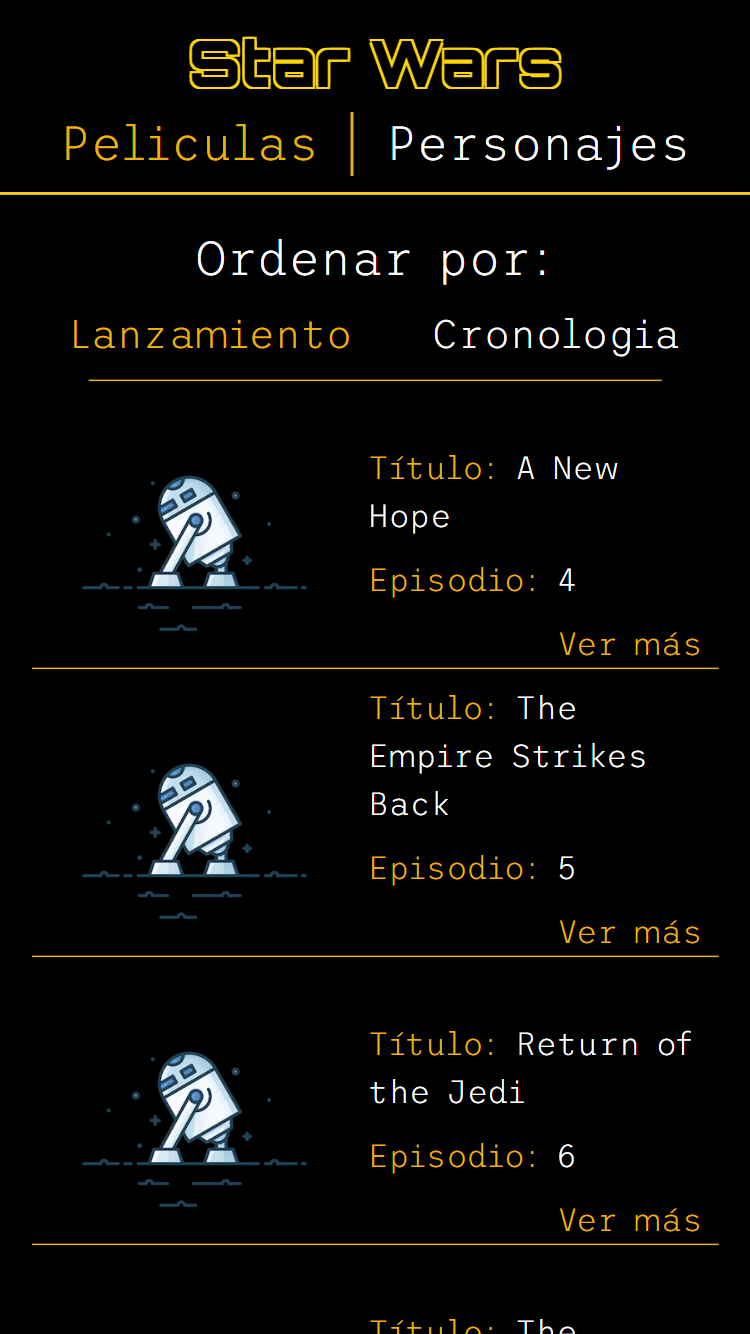 Star Wars
Peliculas | Personajes
Ordenar por:
Lanzamiento Cronologia
Título: A New
Hope
Episodio: 4
Ver más
Título: The
Empire Strikes
Back
Episodio: 5
Ver más
Título: Return of
the Jedi
Episodio: 6
Ver más
Título: The